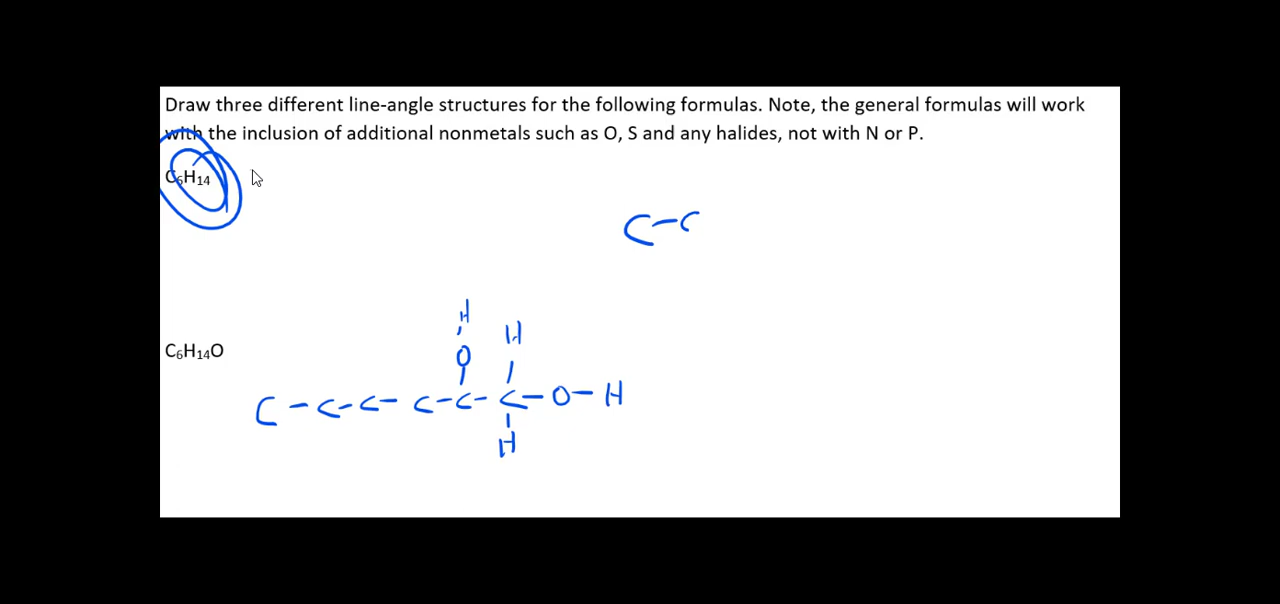 Draw three different line-angle structures for the following formulas. Note, the general formulas will work
with the inclusion of additional nonmetals such as O, S and any halides, not with N or P.
C₆H₁₄
C-C
H
H
C₆H₁₄O
O
C-C-C-C-C-C-O-H
H